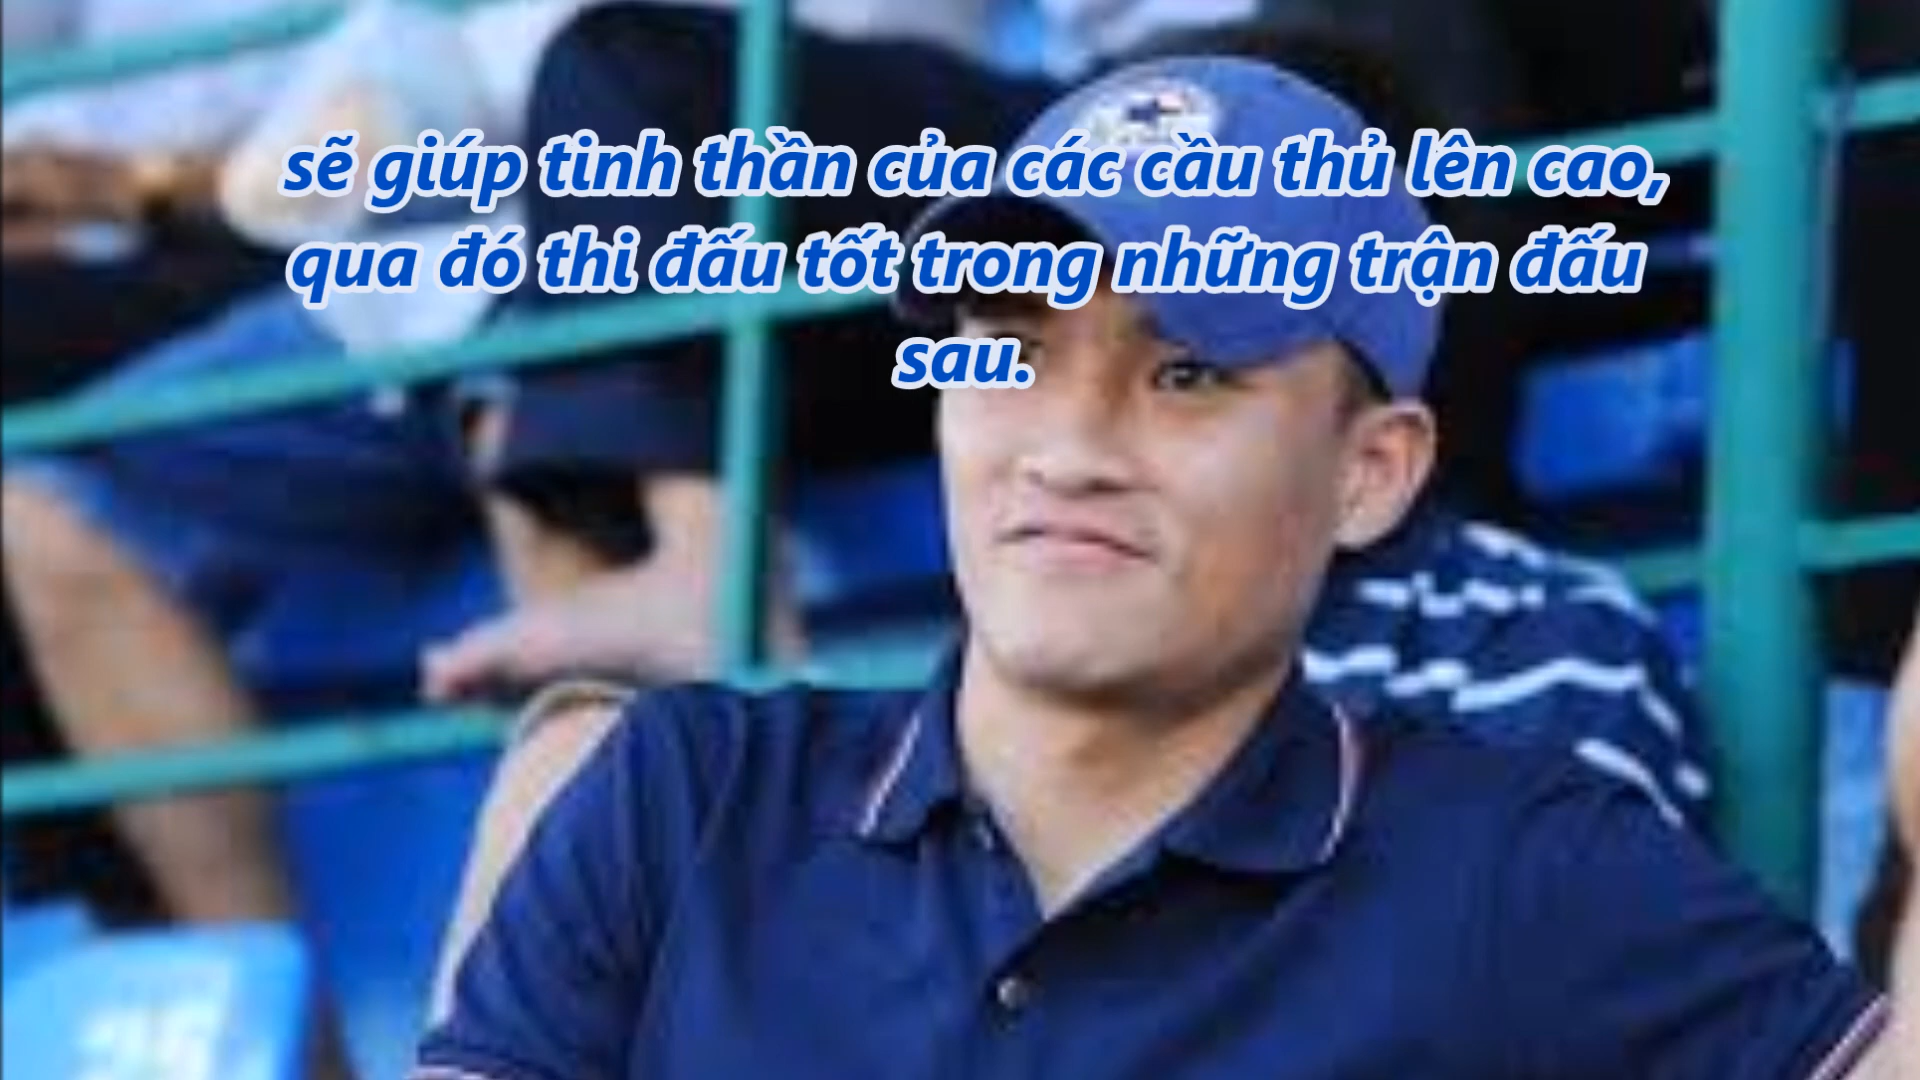 sẽ giúp tinh thần của các cầu thủ lên cao,
qua đó thi đấu tốt trong những trận đấu
sau.